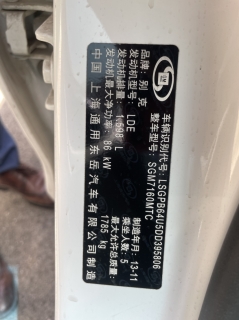 品牌：别克
车辆识别代号：LSGPB64U5DD395806
发动机型号：LDE
整车型号：SGM7160MTC
发动机排量：1.598 L
制造年月：13-11
发动机最大净功率：86 kW
乘坐人数：5
最大允许总质量：1785 kg
中国 上海通用东岳汽车有限公司制造